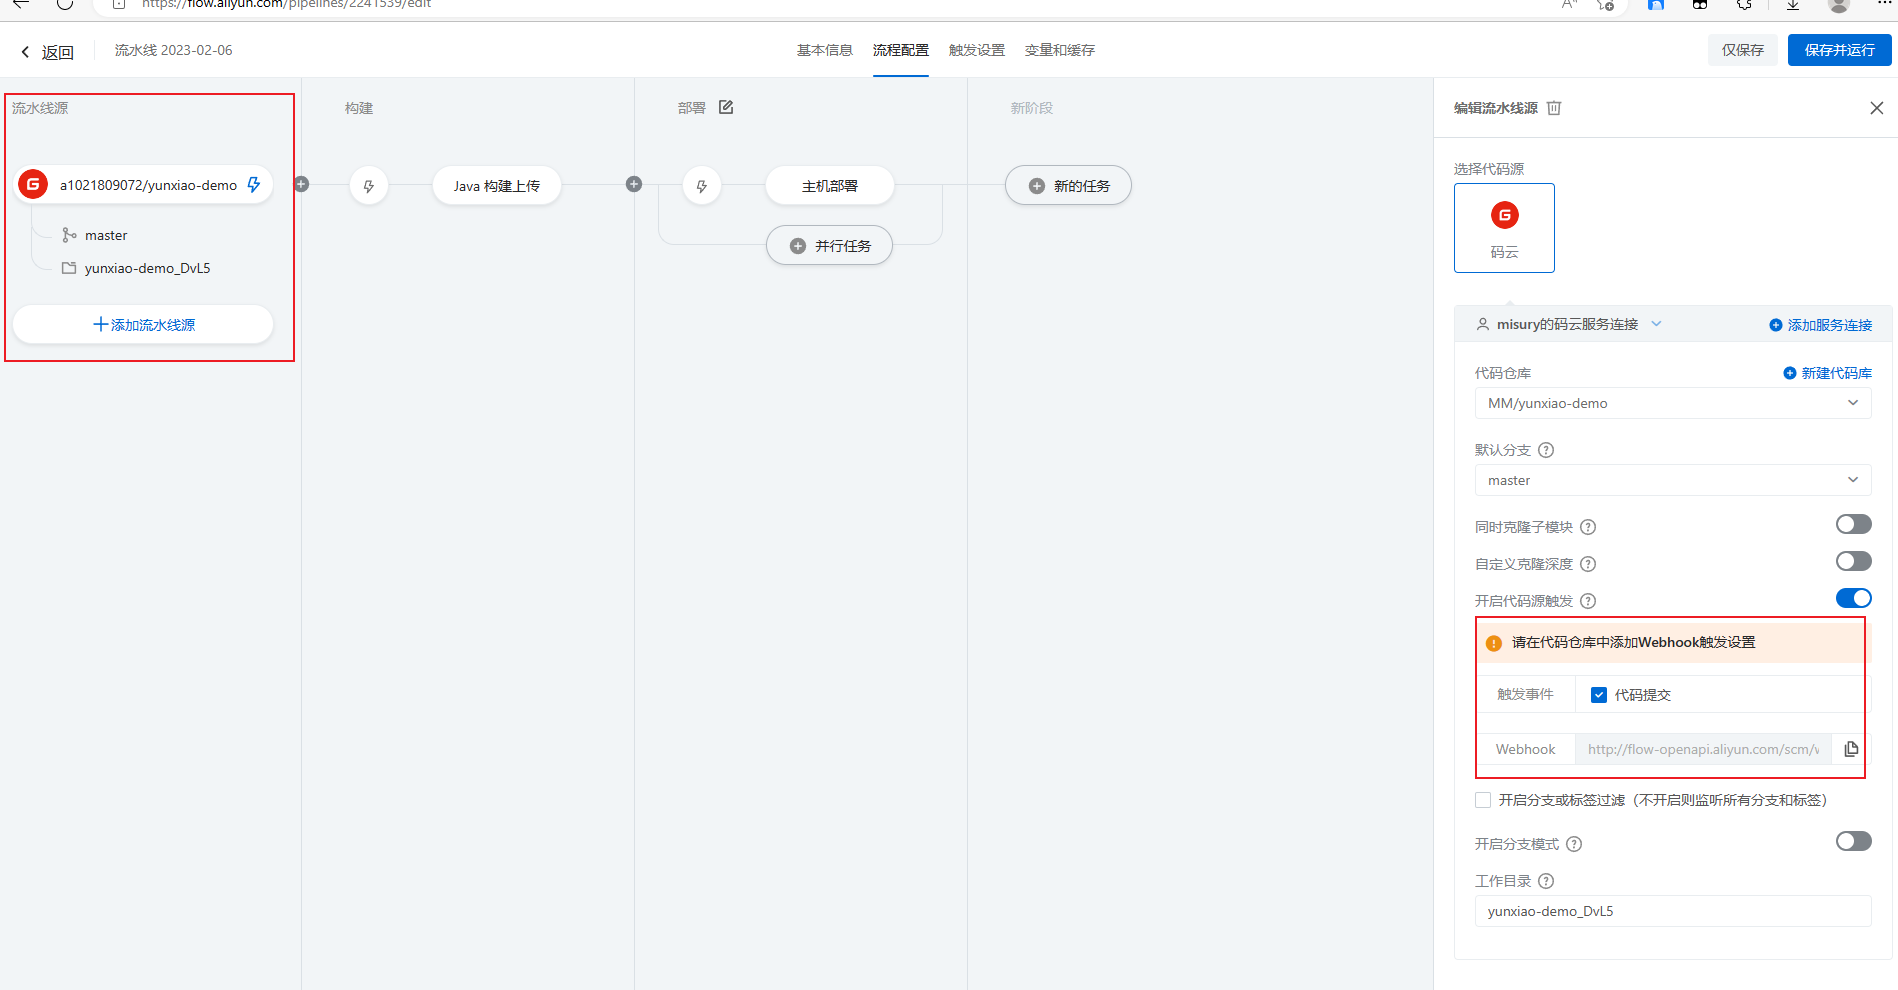 https://flow.aliyun.com/pipelines/2241539/edit
返回
流水线 2023-02-06
基本信息
流程配置
触发设置
变量和缓存
仅保存
保存并运行
流水线源
构建
部署
新阶段
a1021809072/yunxiao-demo
master
yunxiao-demo_DvL5
添加流水线源
Java 构建上传
主机部署
并行任务
新的任务
编辑流水线源
选择代码源
码云
misury的码云服务连接
添加服务连接
代码仓库
新建代码库
MM/yunxiao-demo
默认分支
master
同时克隆子模块
自定义克隆深度
开启代码源触发
请在代码仓库中添加Webhook触发设置
触发事件
代码提交
Webhook
http://flow-openapi.aliyun.com/scm/v
开启分支或标签过滤（不开启则监听所有分支和标签）
开启分支模式
工作目录
yunxiao-demo_DvL5